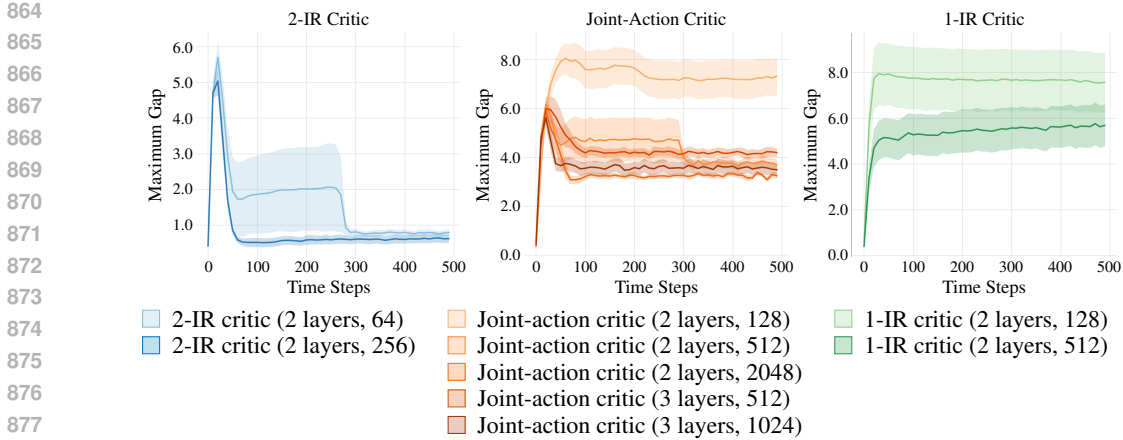 864
865
866
867
868
869
870
871
872
873
874
875
876
877
2-IR Critic
Maximum Gap
6.0
5.0
4.0
3.0
2.0
1.0
0 100 200 300 400 500
Time Steps
2-IR critic (2 layers, 64)
2-IR critic (2 layers, 256)
Joint-Action Critic
Maximum Gap
8.0
6.0
4.0
2.0
0.0
0 100 200 300 400 500
Time Steps
Joint-action critic (2 layers, 128)
Joint-action critic (2 layers, 512)
Joint-action critic (2 layers, 2048)
Joint-action critic (3 layers, 512)
Joint-action critic (3 layers, 1024)
1-IR Critic
Maximum Gap
8.0
6.0
4.0
2.0
0.0
0 100 200 300 400 500
Time Steps
1-IR critic (2 layers, 128)
1-IR critic (2 layers, 512)